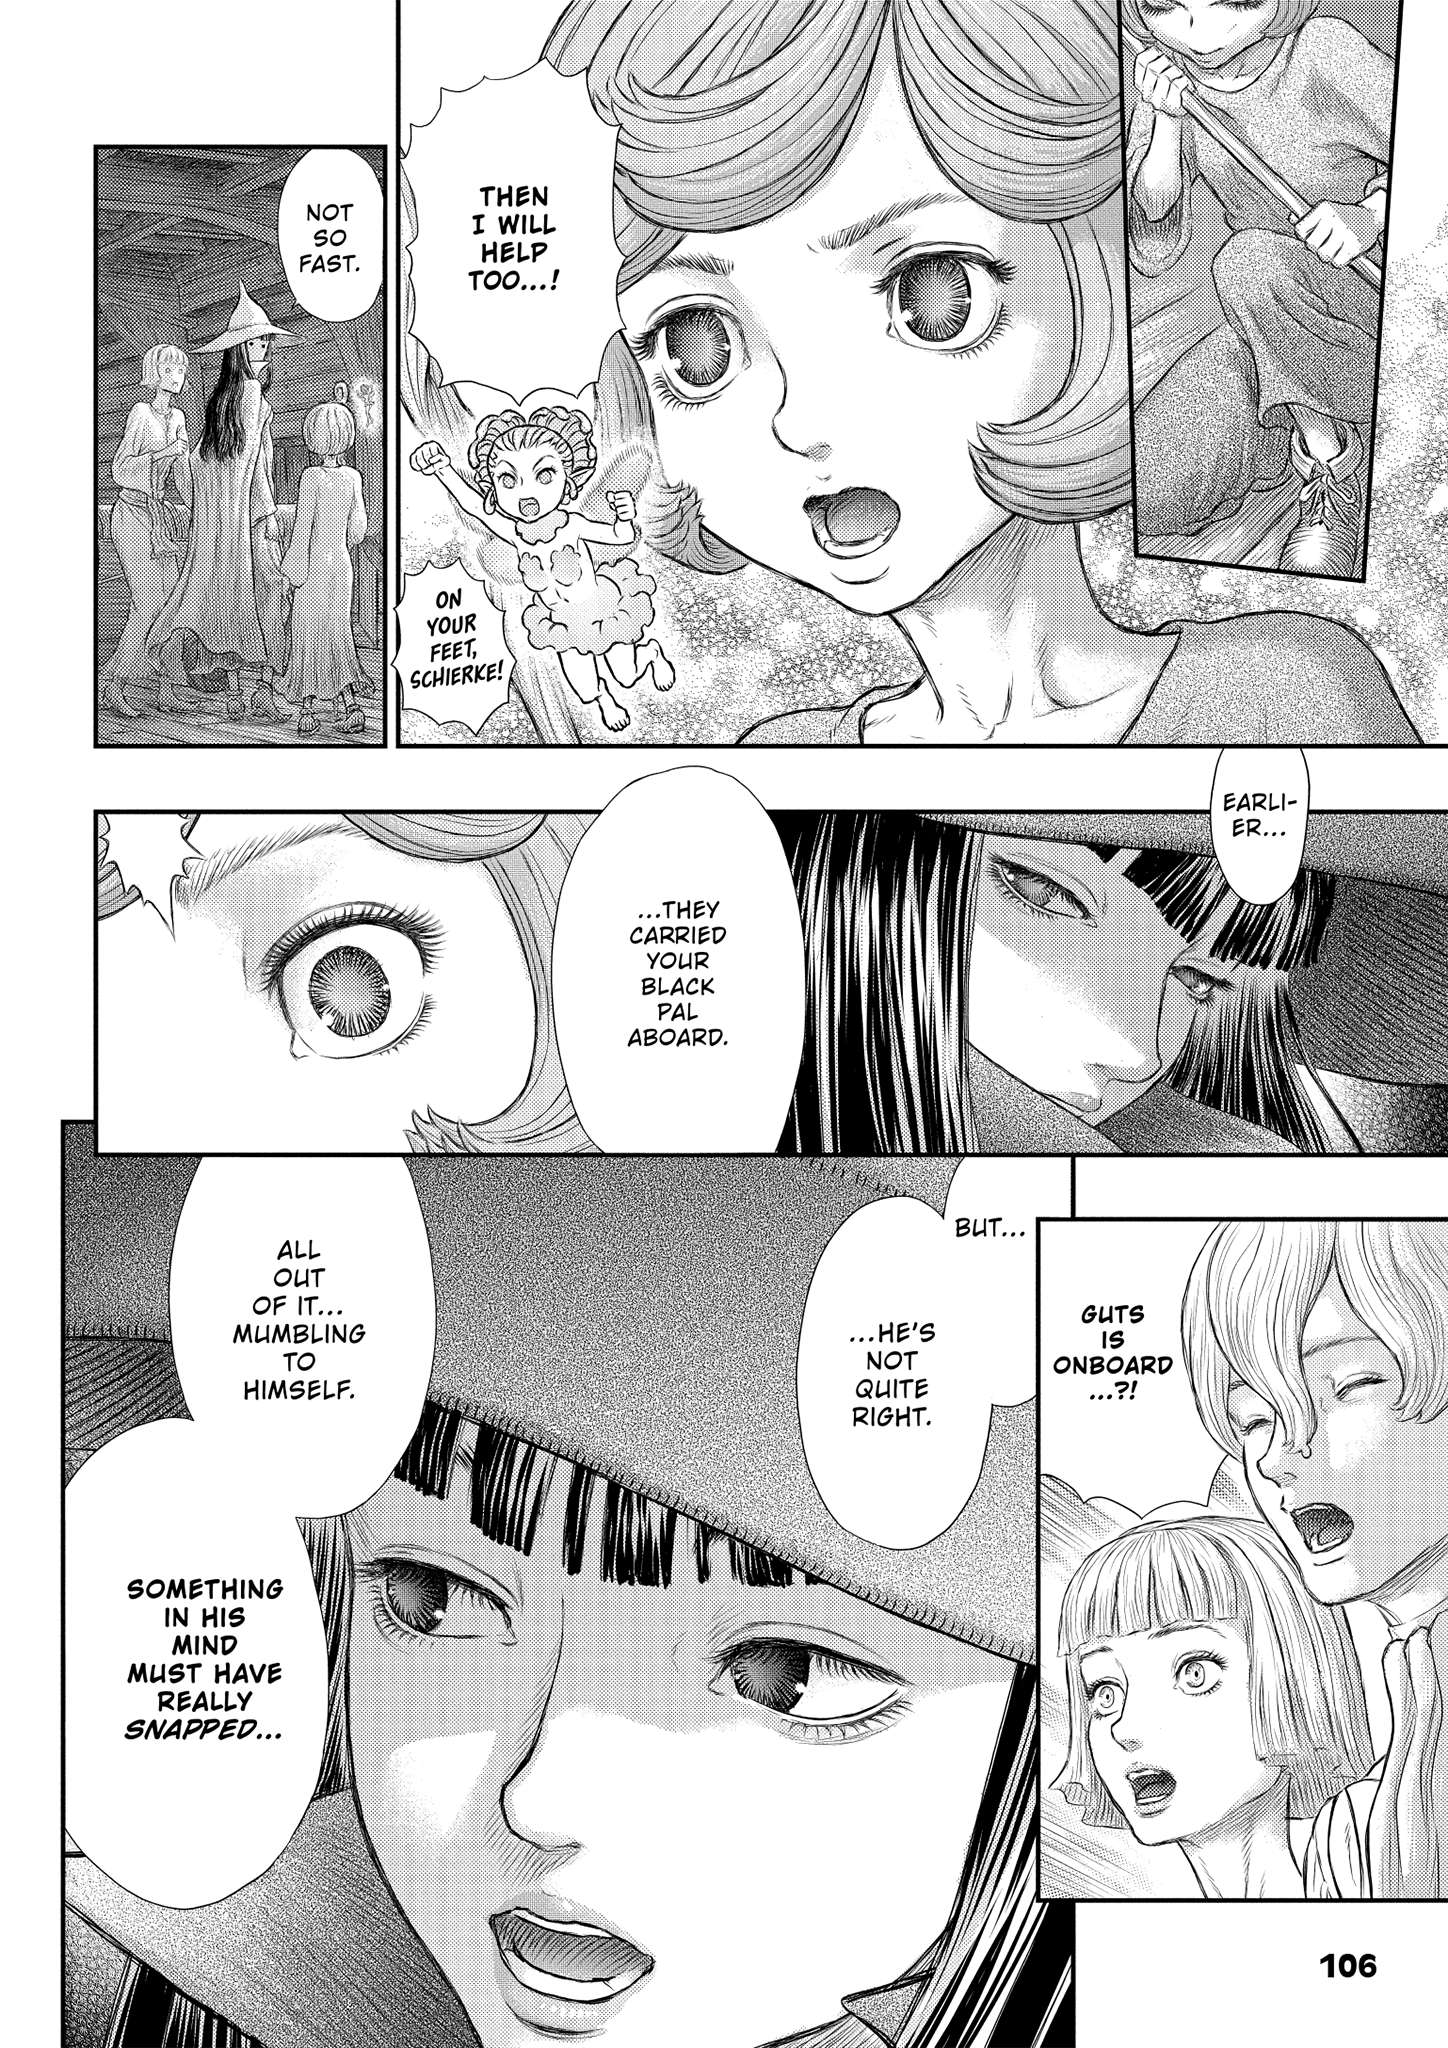 THEN
I WILL
HELP
TOO...!
ON
YOUR
FEET,
SCHIERKE!
NOT
SO
FAST.
EARLI-
ER...
...THEY
CARRIED
YOUR
BLACK
PAL
ABOARD.
GUTS
IS
ONBOARD
...?!
BUT...
...HE'S
NOT
QUITE
RIGHT.
ALL
OUT
OF IT...
MUMBLING
TO
HIMSELF.
SOMETHING
IN HIS
MIND
MUST HAVE
REALLY
SNAPPED...
106